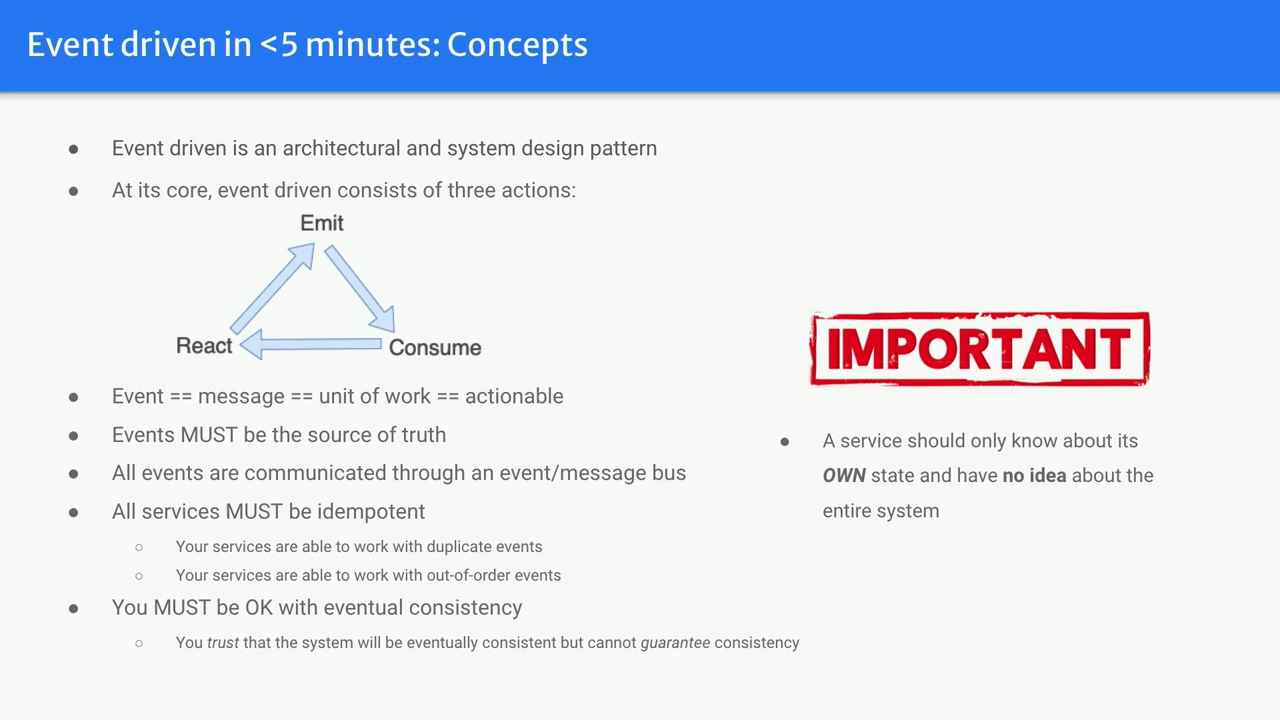 Event driven in <5 minutes: Concepts
● Event driven is an architectural and system design pattern
● At its core, event driven consists of three actions:
Emit
React
Consume
● Event == message == unit of work == actionable
● Events MUST be the source of truth
● All events are communicated through an event/message bus
● All services MUST be idempotent
○ Your services are able to work with duplicate events
○ Your services are able to work with out-of-order events
● You MUST be OK with eventual consistency
○ You trust that the system will be eventually consistent but cannot guarantee consistency
IMPORTANT
● A service should only know about its
OWN state and have no idea about the
entire system